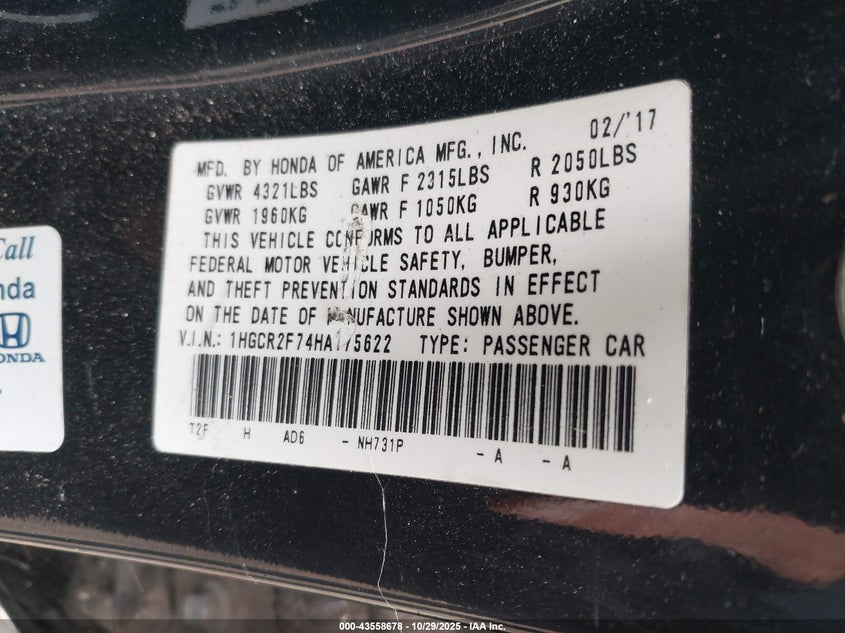 MFD. BY HONDA OF AMERICA MFG., INC. 02/'17
GVWR 4321LBS GAWR F 2315LBS R 2050LBS
GVWR 1960KG GAWR F 1050KG R 930KG
THIS VEHICLE CONFORMS TO ALL APPLICABLE
FEDERAL MOTOR VEHICLE SAFETY, BUMPER,
AND THEFT PREVENTION STANDARDS IN EFFECT
ON THE DATE OF MANUFACTURE SHOWN ABOVE.
V.I.N.: 1HGCR2F74HA175622 TYPE: PASSENGER CAR
T2F H AD6 - NH731P - A - A
Call
nda
HONDA
000-43558678 - 10/29/2025 - IAA Inc.